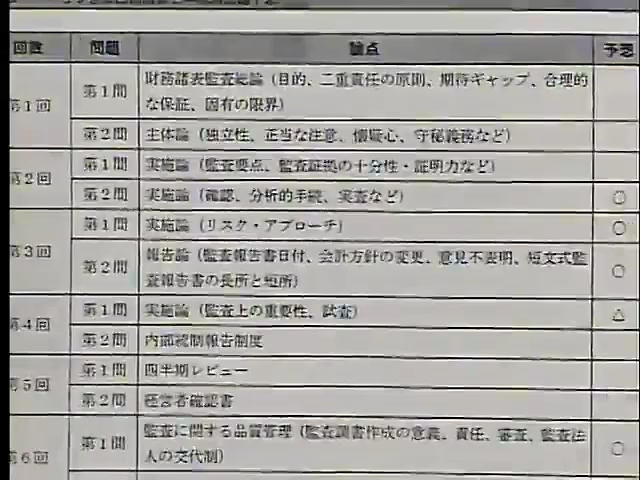 回数 問題 論点 予想
第1回 第1問 財務諸表監査総論（目的、二重責任の原則、期待ギャップ、合理的
な保証、固有の限界）
第2問 主体論（独立性、正当な注意、懐疑心、守秘義務など）
第2回 第1問 実施論（監査要点、監査証拠の十分性・証明力など）
第2問 実施論（確認、分析的手続、実査など） ○
第3回 第1問 実施論（リスク・アプローチ） ○
第2問 報告論（監査報告書日付、会計方針の変更、意見不表明、短文式監
査報告書の長所と短所） ○
第4回 第1問 実施論（監査上の重要性、試査） △
第2問 内部統制報告制度
第5回 第1問 四半期レビュー
第2問 経営者確認書
第6回 第1問 監査に関する品質管理（監査調書作成の意義、責任、審査、監査法
人の交代制） ○